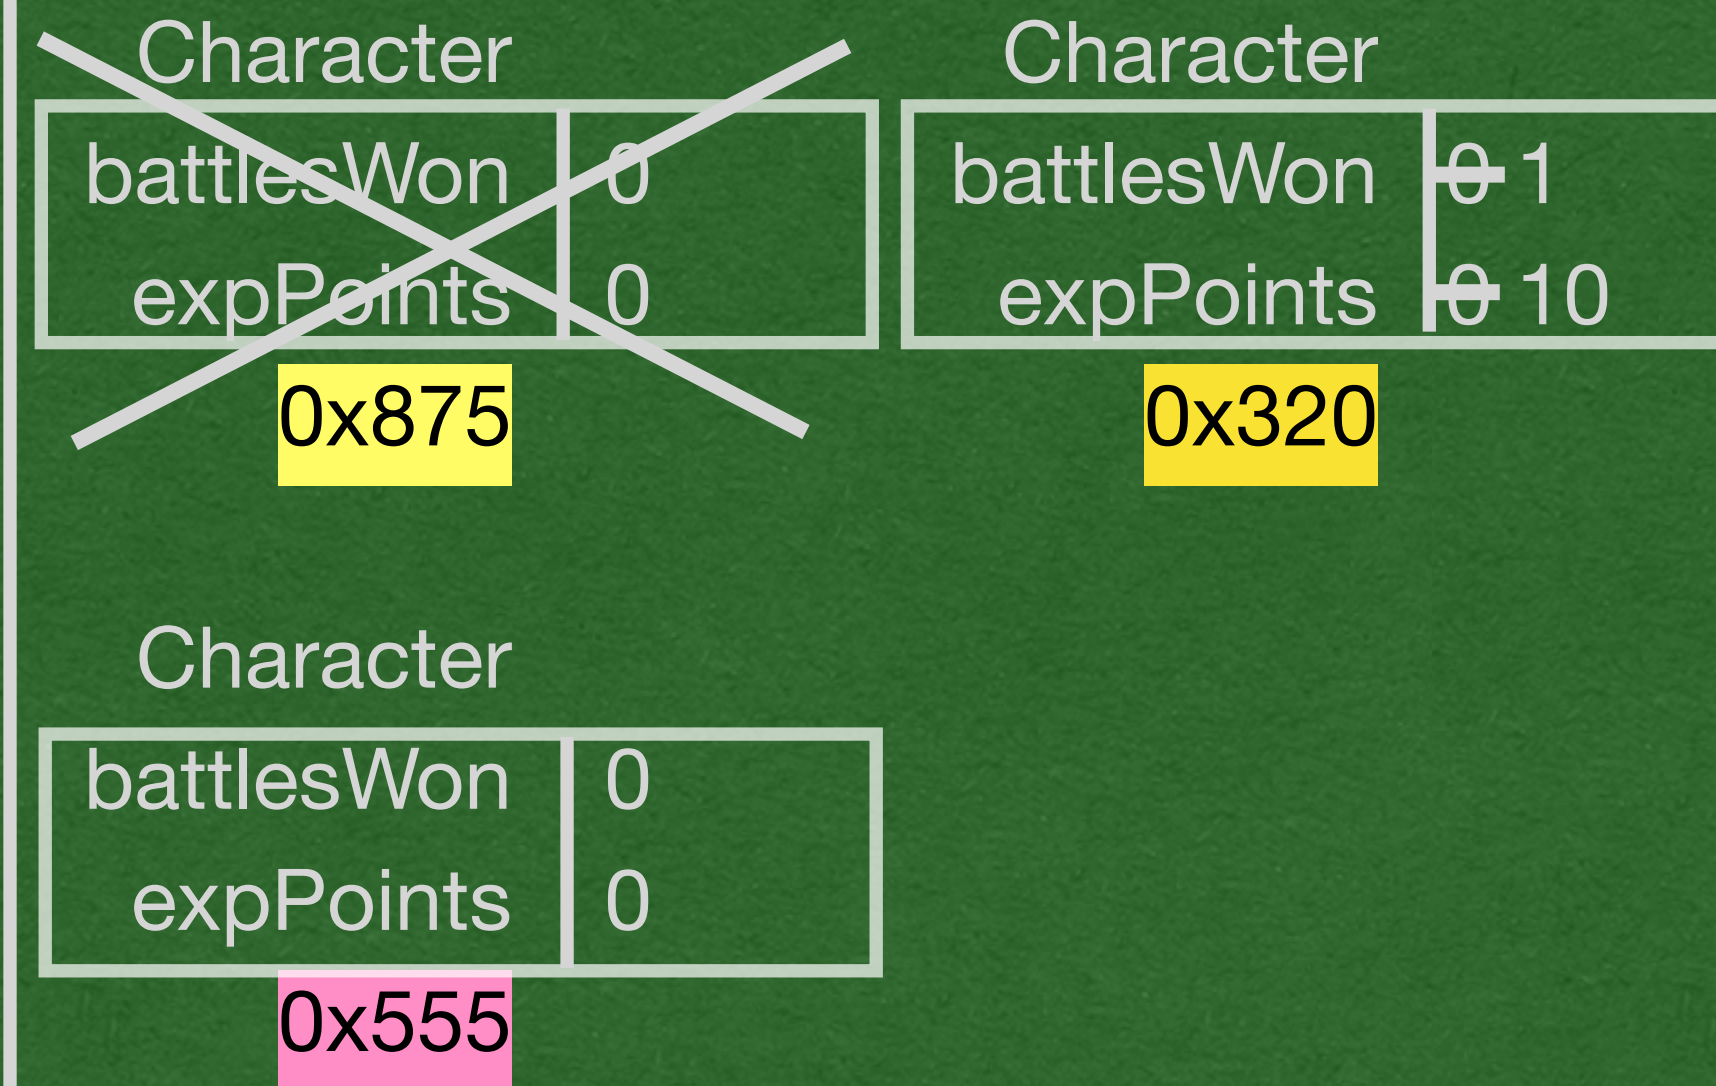 Character
battlesWon 0
expPoints 0
0x875
Character
battlesWon 0 1
expPoints 0 10
0x320
Character
battlesWon 0
expPoints 0
0x555